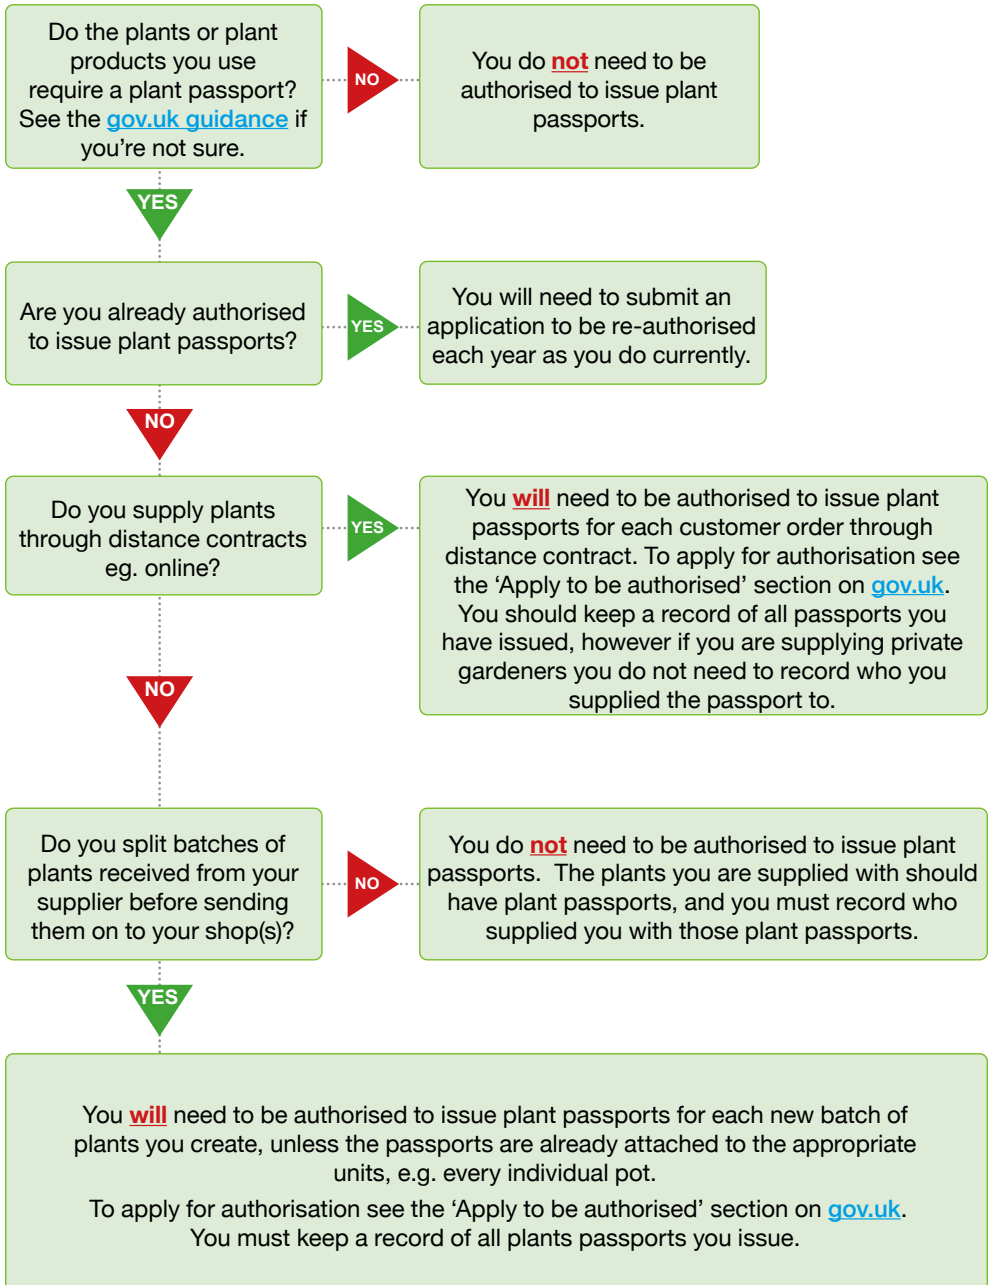 Do the plants or plant
products you use
require a plant passport?
See the gov.uk guidance if
you're not sure.
NO
You do not need to be
authorised to issue plant
passports.
YES
Are you already authorised
to issue plant passports?
YES
You will need to submit an
application to be re-authorised
each year as you do currently.
NO
Do you supply plants
through distance contracts
eg. online?
YES
You will need to be authorised to issue plant
passports for each customer order through
distance contract. To apply for authorisation see
the ‘Apply to be authorised’ section on gov.uk.
You should keep a record of all passports you
have issued, however if you are supplying private
gardeners you do not need to record who you
supplied the passport to.
NO
Do you split batches of
plants received from your
supplier before sending
them on to your shop(s)?
NO
You do not need to be authorised to issue plant
passports.  The plants you are supplied with should
have plant passports, and you must record who
supplied you with those plant passports.
YES
You will need to be authorised to issue plant passports for each new batch of
plants you create, unless the passports are already attached to the appropriate
units, e.g. every individual pot.
To apply for authorisation see the ‘Apply to be authorised’ section on gov.uk.
You must keep a record of all plants passports you issue.